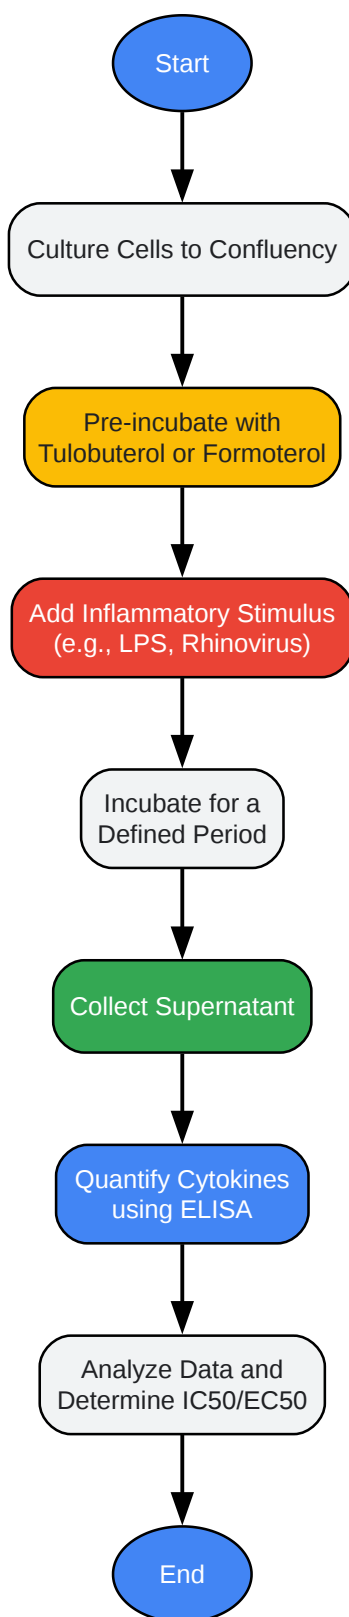 Start
Culture Cells to Confluency
Pre-incubate with
Tulobuterol or Formoterol
Add Inflammatory Stimulus
(e.g., LPS, Rhinovirus)
Incubate for a
Defined Period
Collect Supernatant
Quantify Cytokines
using ELISA
Analyze Data and
Determine IC50/EC50
End